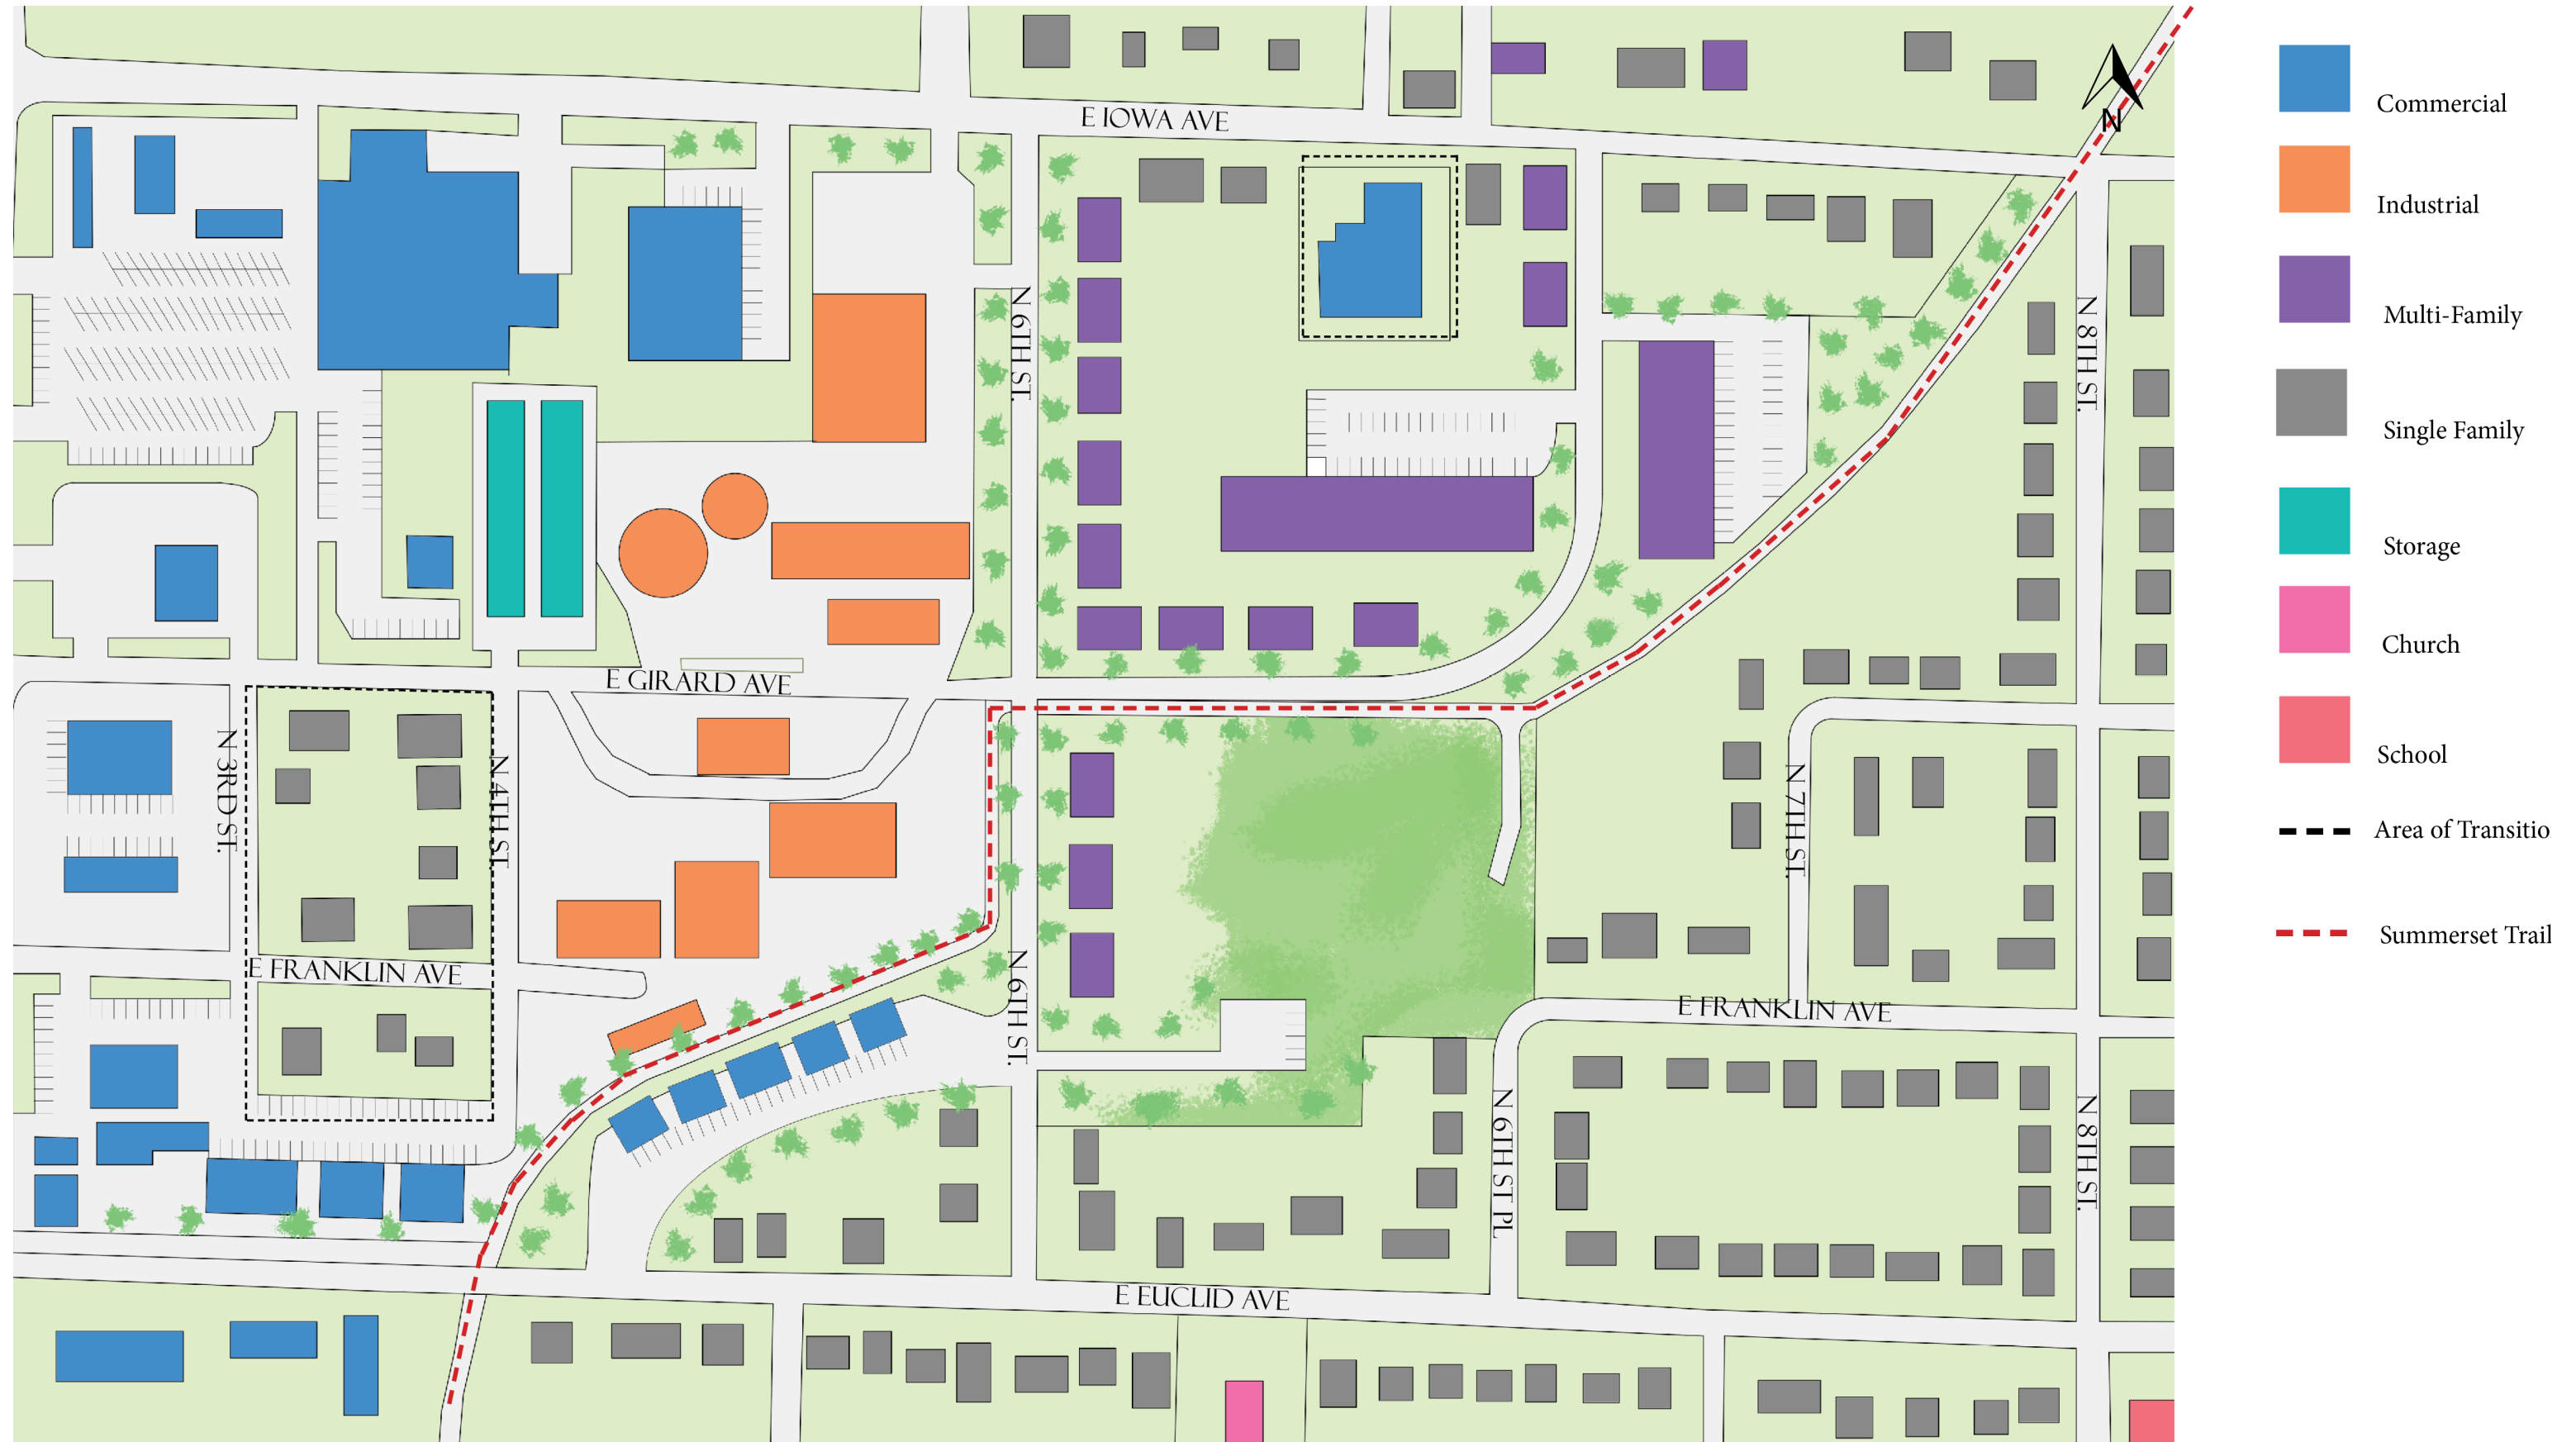 E IOWA AVE
N
N 6TH ST.
N 8TH ST.
E GIRARD AVE
N 3RD ST.
N 4TH ST.
N 7TH ST.
E FRANKLIN AVE
N 6TH ST.
E FRANKLIN AVE
N 6TH ST PL
N 8TH ST.
E EUCLID AVE
Commercial
Industrial
Multi-Family
Single Family
Storage
Church
School
Area of Transitio
Summerset Trail